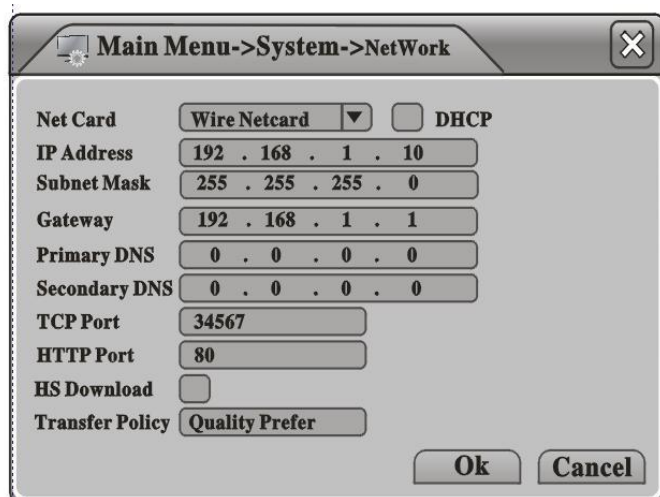 Main Menu->System->NetWork
Net Card Wire Netcard DHCP
IP Address 192 . 168 . 1 . 10
Subnet Mask 255 . 255 . 255 . 0
Gateway 192 . 168 . 1 . 1
Primary DNS 0 . 0 . 0 . 0
Secondary DNS 0 . 0 . 0 . 0
TCP Port 34567
HTTP Port 80
HS Download
Transfer Policy Quality Prefer
Ok Cancel